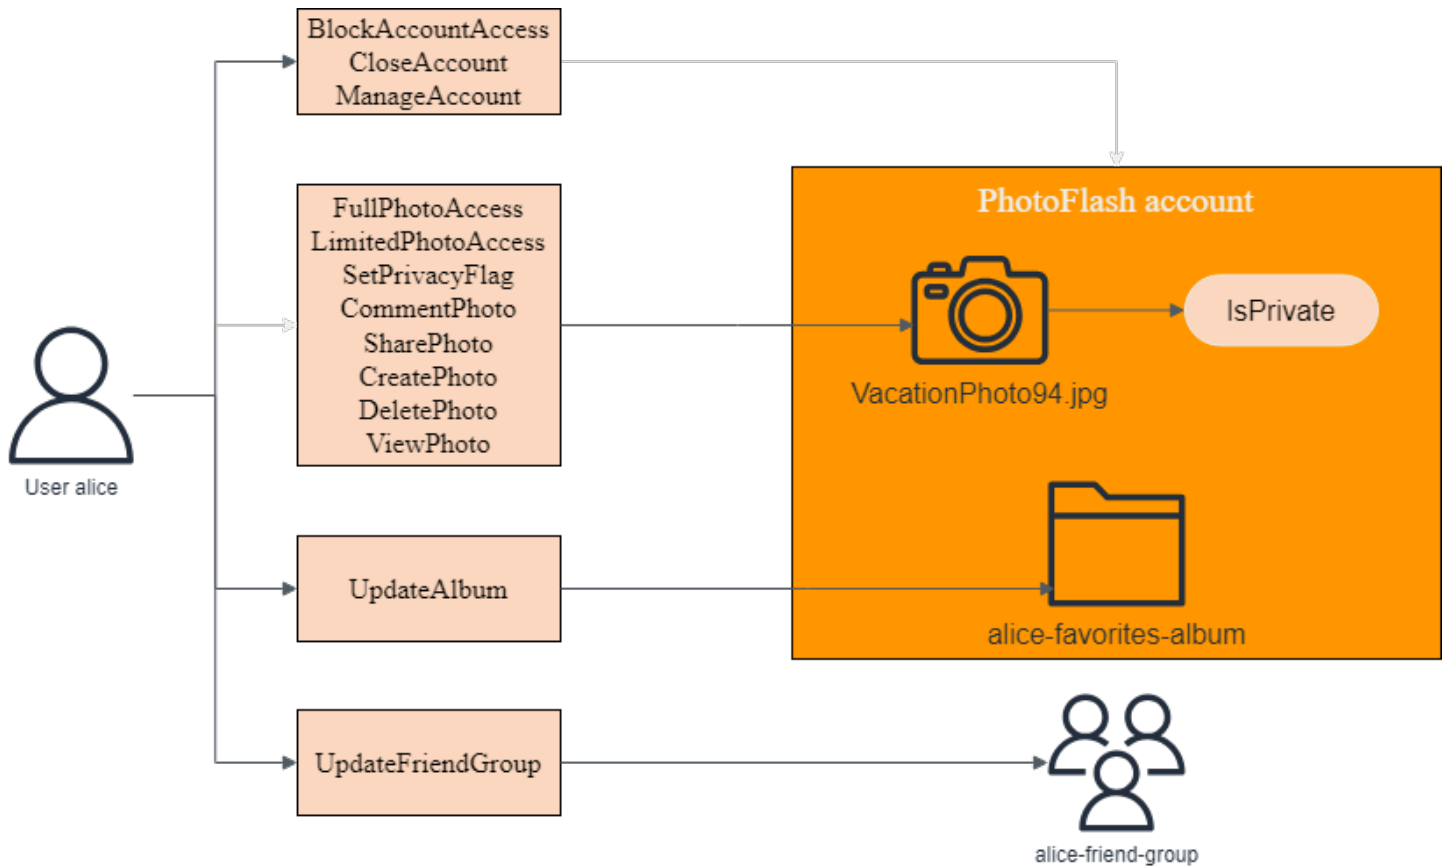 BlockAccountAccess
CloseAccount
ManageAccount
PhotoFlash account
FullPhotoAccess
LimitedPhotoAccess
SetPrivacyFlag
CommentPhoto
SharePhoto
CreatePhoto
DeletePhoto
ViewPhoto
IsPrivate
VacationPhoto94.jpg
User alice
UpdateAlbum
alice-favorites-album
UpdateFriendGroup
alice-friend-group